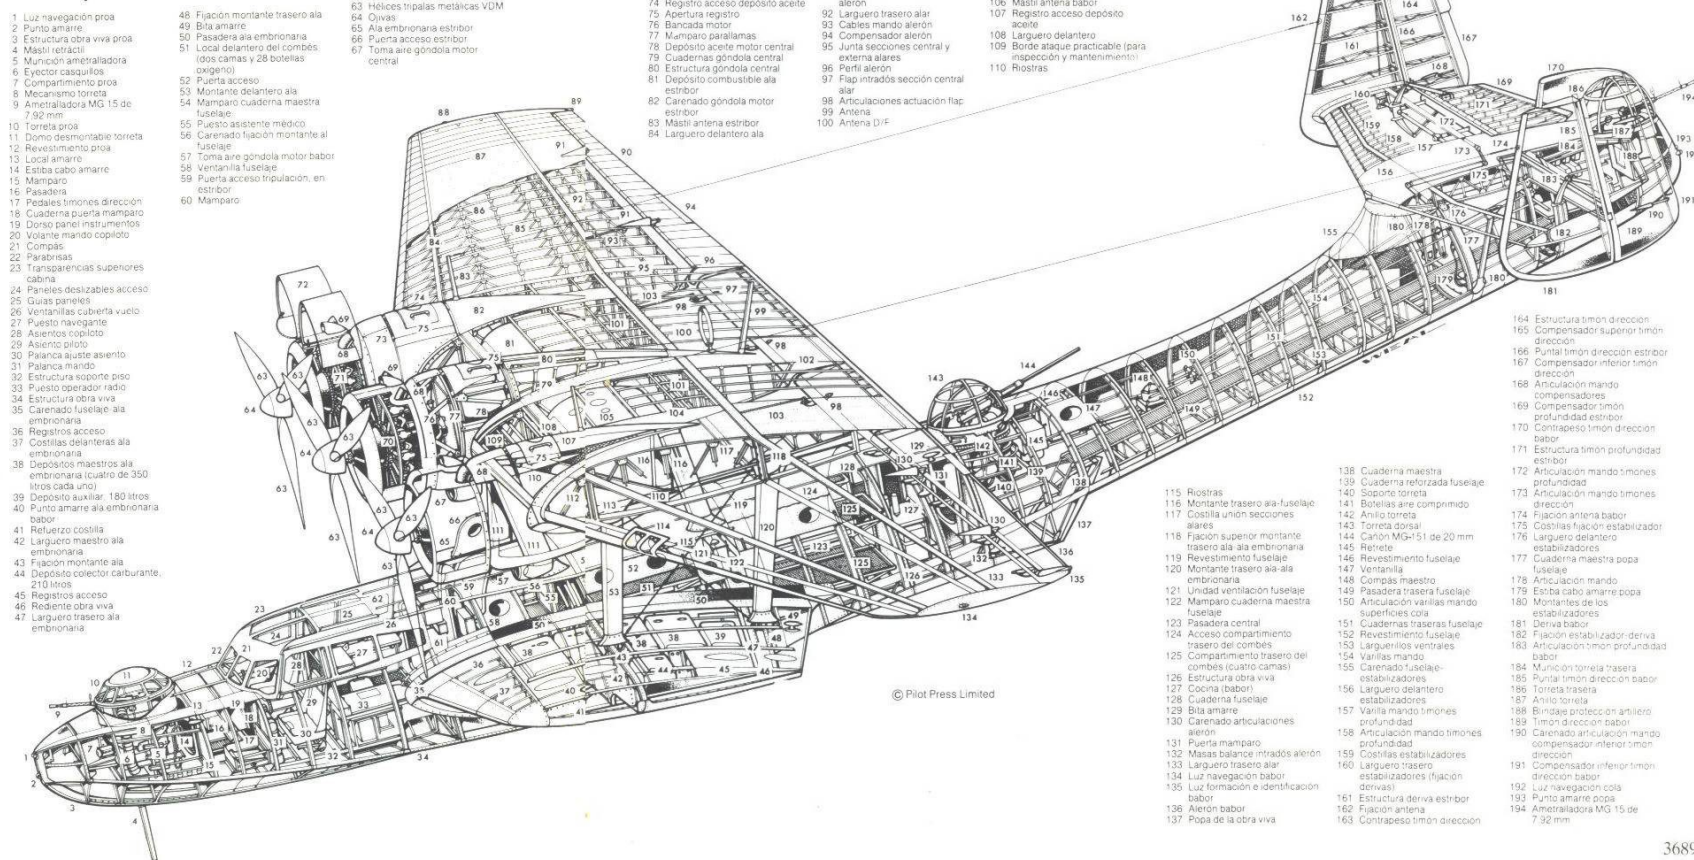 1 Luz navegación proa
2 Punto amarre
3 Estructura obra viva proa
4 Mástil retráctil
5 Munición ametralladora
6 Eyector casquillos
7 Compartimiento proa
8 Mecanismo torreta
9 Ametralladora MG 15 de
7,92 mm
10 Torreta proa
11 Domo desmontable torreta
12 Revestimiento proa
13 Local amarre
14 Estiba cabo amarre
15 Mamparo
16 Pasadera
17 Pedales timones dirección
18 Cuaderna puerta mamparo
19 Dorso panel instrumentos
20 Volante mando copiloto
21 Compás
22 Parabrisas
23 Transparencias superiores
cabina
24 Paneles deslizables acceso
25 Guías paneles
26 Ventanillas cubierta vuelo
27 Puesto navegante
28 Asientos copiloto
29 Asiento piloto
30 Palanca ajuste asiento
31 Palanca mando
32 Estructura soporte piso
33 Puesto operador radio
34 Estructura obra viva
35 Carenado fuselaje ala
embrionaria
36 Registros acceso
37 Costillas delanteras ala
embrionaria
38 Depósitos maestros ala
embrionaria (cuatro de 350
litros cada uno)
39 Depósito auxiliar, 180 litros
40 Punto amarre ala embrionaria
babor
41 Refuerzo costilla
42 Larguero maestro ala
embrionaria
43 Fijación montante ala
44 Depósito colector carburante,
210 litros
45 Registros acceso
46 Rediente obra viva
47 Larguero trasero ala
embrionaria
48 Fijación montante trasero ala
49 Bita amarre
50 Pasadera ala embrionaria
51 Local delantero del combés
(dos camas y 28 botellas
oxígeno)
52 Puerta acceso
53 Montante delantero ala
54 Mamparo cuaderna maestra
fuselaje
55 Puesto asistente médico
56 Carenado fijación montante al
fuselaje
57 Toma aire góndola motor babor
58 Ventanilla fuselaje
59 Puerta acceso tripulación, en
estribor
60 Mamparo
63 Hélices tripalas metálicas VDM
64 Ojivas
65 Ala embrionaria estribor
66 Puerta acceso estribor
67 Toma aire góndola motor
central
74 Registro acceso depósito aceite
75 Apertura registro
76 Bancada motor
77 Mamparo parallamas
78 Depósito aceite motor central
79 Cuadernas góndola central
80 Estructura góndola central
81 Depósito combustible ala
estribor
82 Carenado góndola motor
estribor
83 Mástil antena estribor
84 Larguero delantero ala
alerón
92 Larguero trasero alar
93 Cables mando alerón
94 Compensador alerón
95 Junta secciones central y
externa alares
96 Perfil alerón
97 Flap intradós sección central
alar
98 Articulaciones actuación flap
99 Antena
100 Antena D/F
106 Mástil antena babor
107 Registro acceso depósito
aceite
108 Larguero delantero
109 Borde ataque practicable (para
inspección y mantenimiento)
110 Riostras
115 Riostras
116 Montante trasero ala-fuselaje
117 Costilla unión secciones
alares
118 Fijación superior montante
trasero ala-ala embrionaria
119 Revestimiento fuselaje
120 Montante trasero ala-ala
embrionaria
121 Unidad ventilación fuselaje
122 Mamparo cuaderna maestra
fuselaje
123 Pasadera central
124 Acceso compartimiento
trasero del combés
125 Compartimiento trasero del
combés (cuatro camas)
126 Estructura obra viva
127 Cocina (babor)
128 Cuaderna fuselaje
129 Bita amarre
130 Carenado articulaciones
alerón
131 Puerta mamparo
132 Masas balance intradós alerón
133 Larguero trasero alar
134 Luz navegación babor
135 Luz formación e identificación
babor
136 Alerón babor
137 Popa de la obra viva
138 Cuaderna maestra
139 Cuaderna reforzada fuselaje
140 Soporte torreta
141 Botellas aire comprimido
142 Anillo torreta
143 Torreta dorsal
144 Cañón MG-151 de 20 mm
145 Retrete
146 Revestimiento fuselaje
147 Ventanilla
148 Compás maestro
149 Pasadera trasera fuselaje
150 Articulación varillas mando
superficies cola
151 Cuadernas traseras fuselaje
152 Revestimiento fuselaje
153 Larguerillos ventrales
154 Varillas mando
155 Carenado fuselaje-
estabilizadores
156 Larguero delantero
estabilizadores
157 Varilla mando timones
profundidad
158 Articulación mando timones
profundidad
159 Costillas estabilizadores
160 Larguero trasero
estabilizadores (fijación
derivas)
161 Estructura deriva estribor
162 Fijación antena
163 Contrapeso timón dirección
164 Estructura timón dirección
165 Compensador superior timón
dirección
166 Puntal timón dirección estribor
167 Compensador inferior timón
dirección
168 Articulación mando
compensadores
169 Compensador timón
profundidad estribor
170 Contrapeso timón dirección
babor
171 Estructura timón profundidad
estribor
172 Articulación mando timones
profundidad
173 Articulación mando timones
dirección
174 Fijación antena babor
175 Costillas fijación estabilizador
176 Larguero delantero
estabilizadores
177 Cuaderna maestra popa
fuselaje
178 Articulación mando
179 Estiba cabo amarre popa
180 Montantes de los
estabilizadores
181 Deriva babor
182 Fijación estabilizador-deriva
183 Articulación timón profundidad
babor
184 Munición torreta trasera
185 Puntal timón dirección babor
186 Torreta trasera
187 Anillo torreta
188 Blindaje protección artillero
189 Timón dirección babor
190 Carenado articulación mando
compensador inferior timón
dirección
191 Compensador inferior timón
dirección babor
192 Luz navegación cola
193 Punto amarre popa
194 Ametralladora MG 15 de
7,92 mm
© Pilot Press Limited
3689